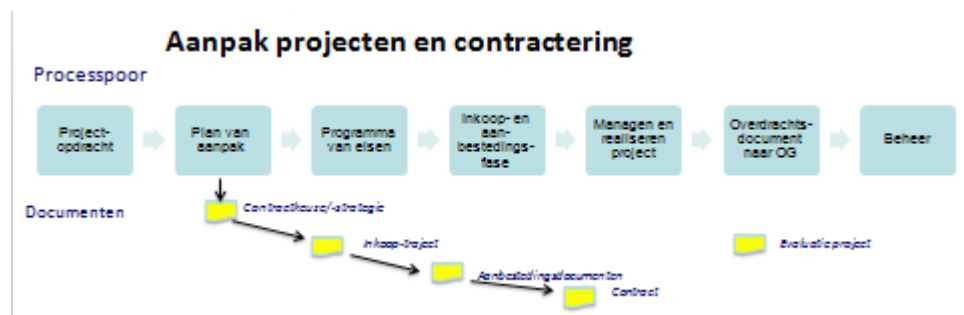 Aanpak projecten en contractering
Processpoor
Project-
opdracht
Plan van
aanpak
Programma
van eisen
Inkoop- en
aan-
bestedings-
fase
Managen en
realiseren
project
Overdrachts-
document
naar OG
Beheer
Documenten
Contractkeuze/-strategie
Inkoop-traject
Aanbestedingsdocumenten
Contract
Evaluatie project